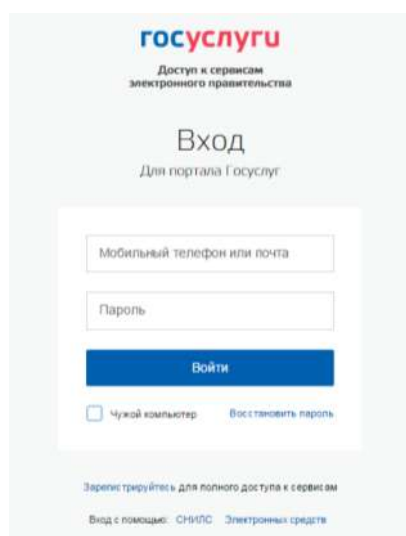 госуслуги
Доступ к сервисам
электронного правительства
Вход
Для портала Госуслуг
Мобильный телефон или почта
Пароль
Войти
Чужой компьютер Восстановить пароль
Зарегистрируйтесь для полного доступа к сервисам
Вход с помощью: СНИЛС Электронных средств